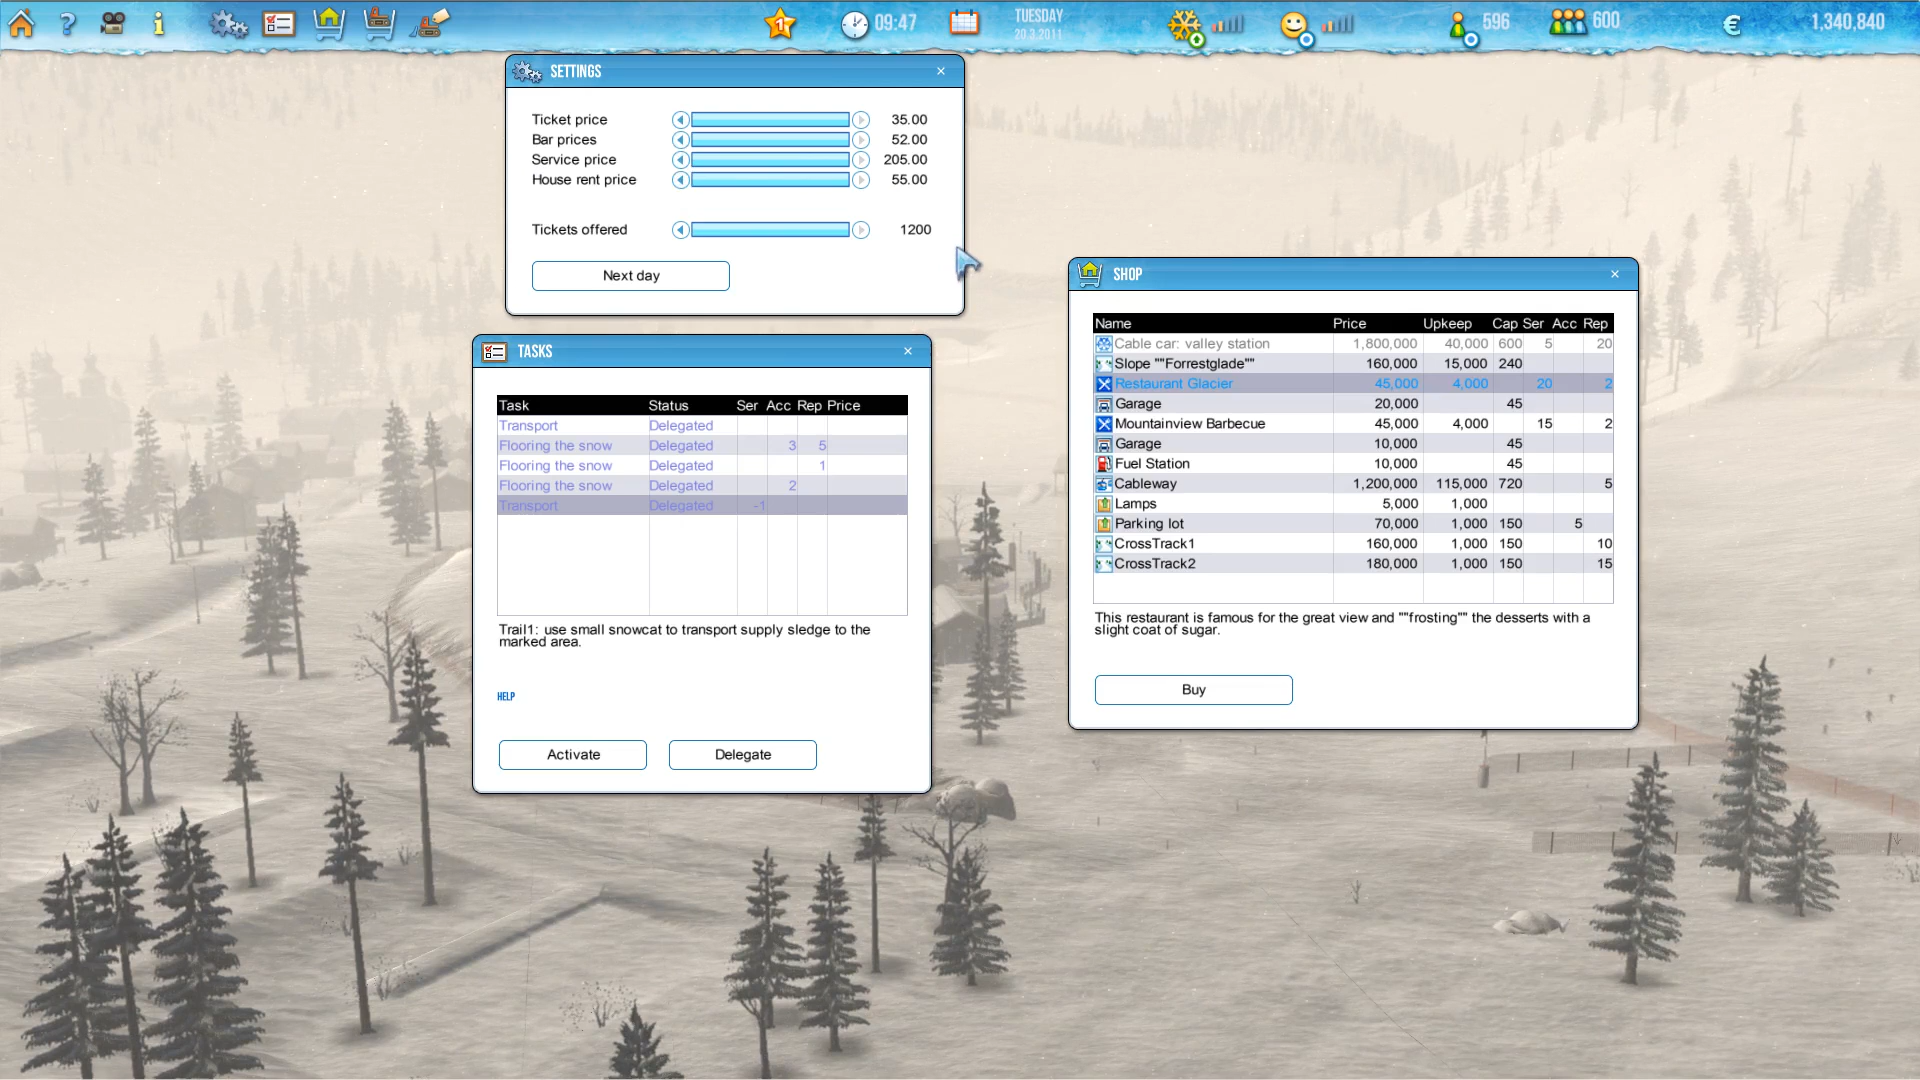 09:47
TUESDAY
20.3.2011
596
600
€
1,340,840
1
SETTINGS
Ticket price 35.00
Bar prices 52.00
Service price 205.00
House rent price 55.00
Tickets offered 1200
Next day
TASKS
Task Status Ser Acc Rep Price
Transport Delegated
Flooring the snow Delegated 3 5
Flooring the snow Delegated 1
Flooring the snow Delegated 2
Transport Delegated -1
Trail1: use small snowcat to transport supply sledge to the
marked area.
HELP
Activate Delegate
SHOP
Name Price Upkeep Cap Ser Acc Rep
Cable car: valley station 1,800,000 40,000 600 5 20
Slope ""Forrestglade"" 160,000 15,000 240
Restaurant Glacier 45,000 4,000 20 2
Garage 20,000 45
Mountainview Barbecue 45,000 4,000 15 2
Garage 10,000 45
Fuel Station 10,000 45
Cableway 1,200,000 115,000 720 5
Lamps 5,000 1,000
Parking lot 70,000 1,000 150 5
CrossTrack1 160,000 1,000 150 10
CrossTrack2 180,000 1,000 150 15
This restaurant is famous for the great view and ""frosting"" the desserts with a
slight coat of sugar.
Buy